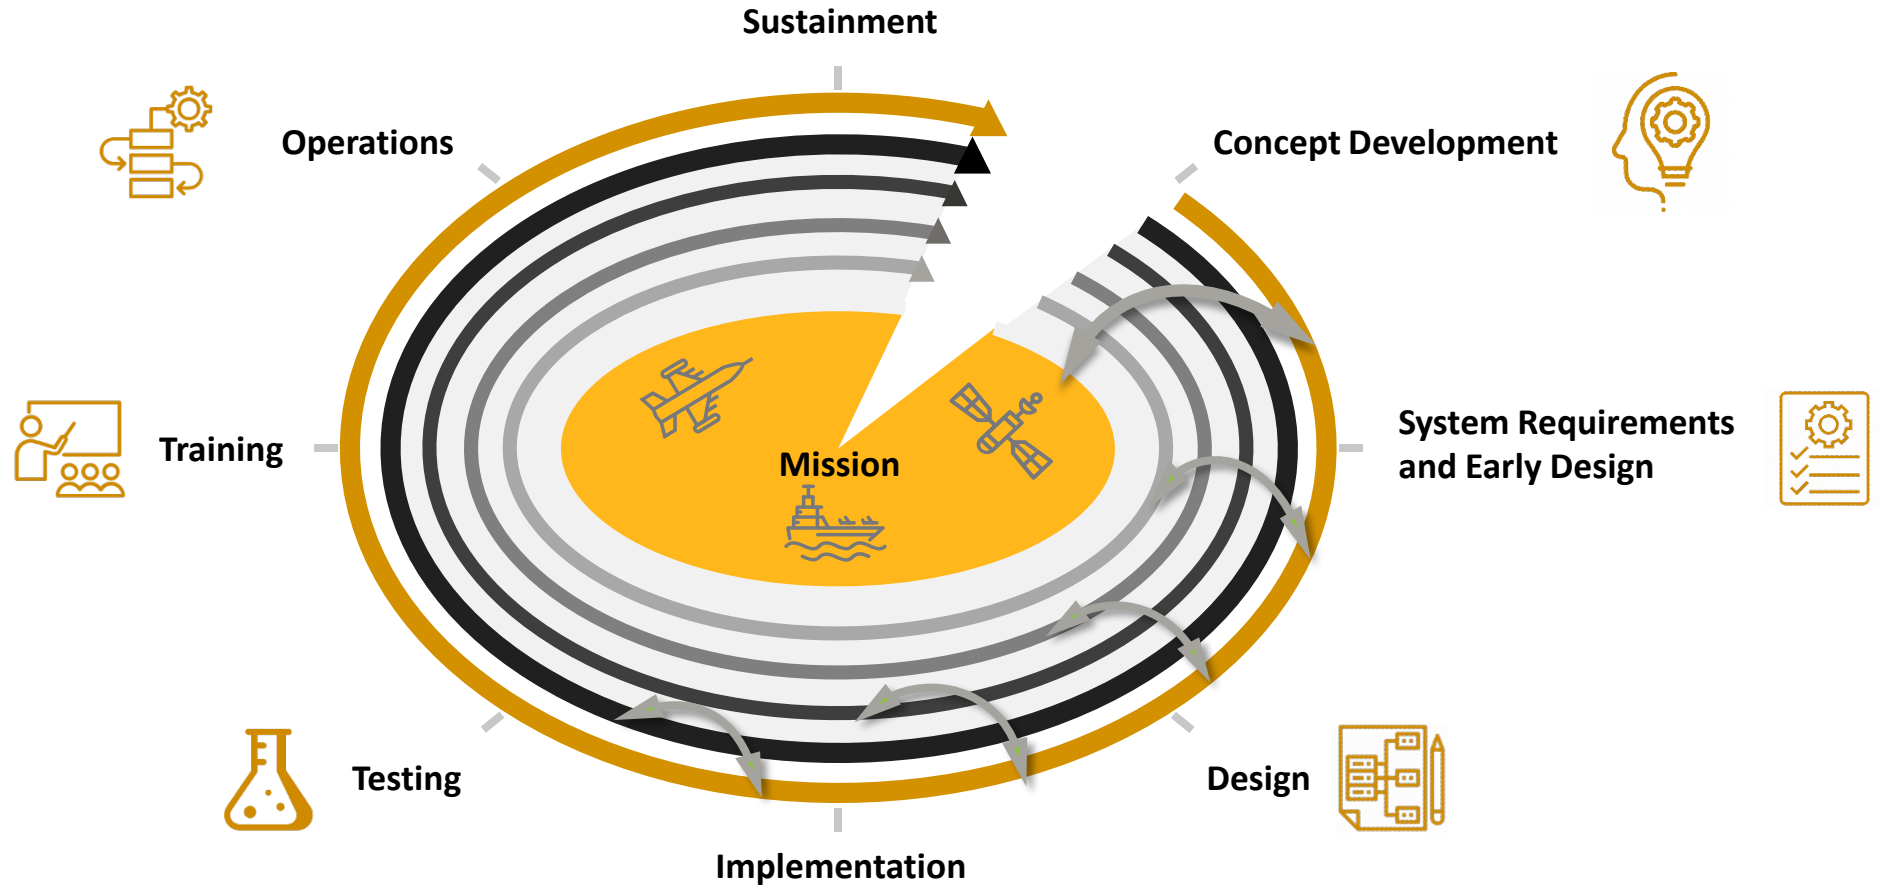 Sustainment
Operations
Concept Development
Training
Mission
System Requirements
and Early Design
Testing
Design
Implementation